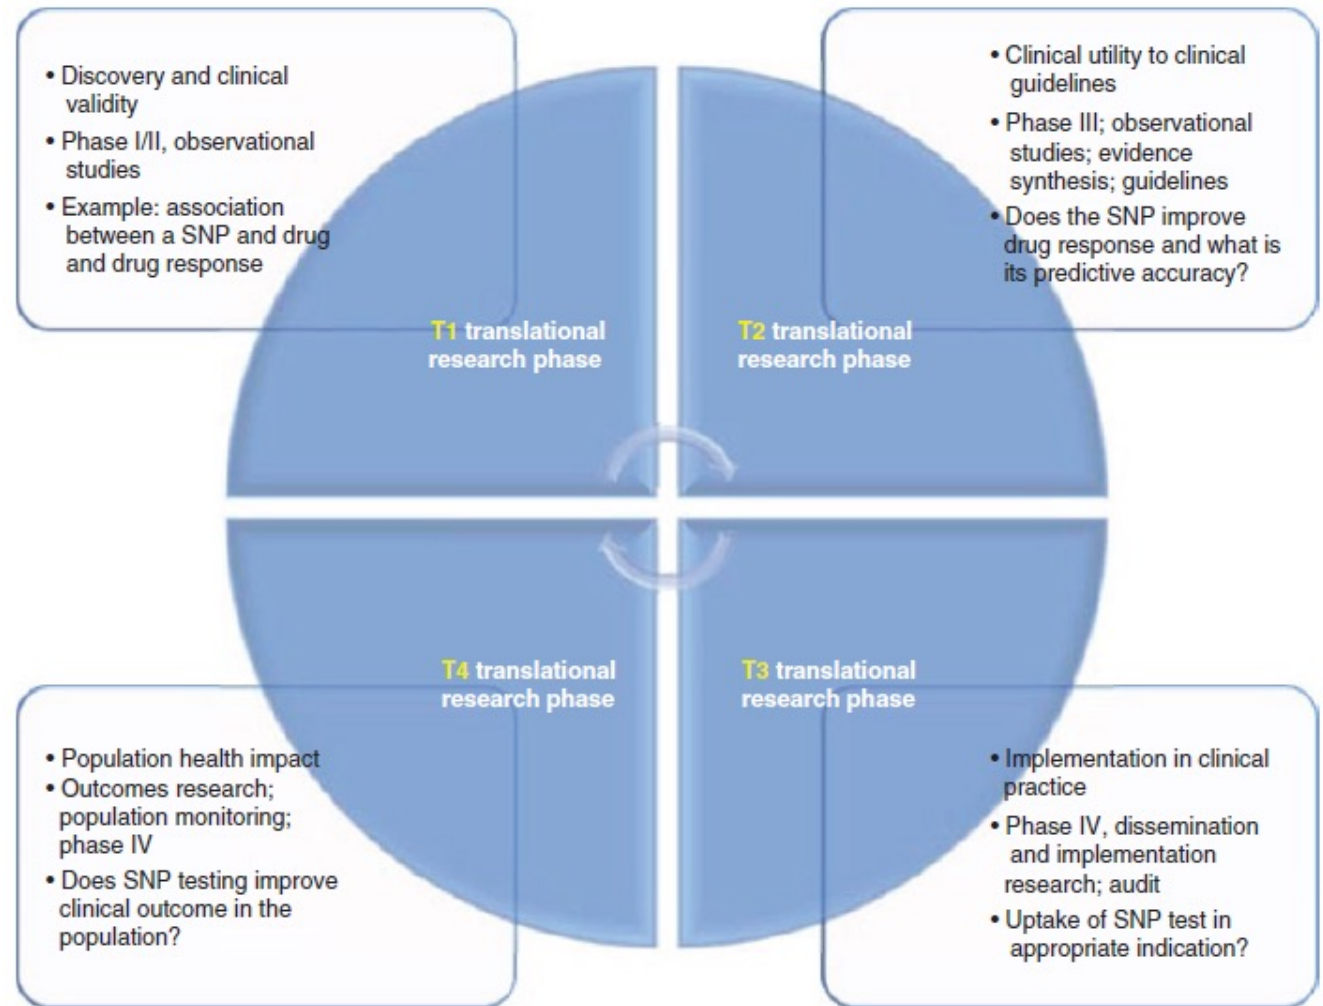 • Discovery and clinical
validity
• Phase I/II, observational
studies
• Example: association
between a SNP and drug
and drug response
• Clinical utility to clinical
guidelines
• Phase III; observational
studies; evidence
synthesis; guidelines
• Does the SNP improve
drug response and what is
its predictive accuracy?
T1 translational
research phase
T2 translational
research phase
T4 translational
research phase
T3 translational
research phase
• Population health impact
• Outcomes research;
population monitoring;
phase IV
• Does SNP testing improve
clinical outcome in the
population?
• Implementation in clinical
practice
• Phase IV, dissemination
and implementation
research; audit
• Uptake of SNP test in
appropriate indication?